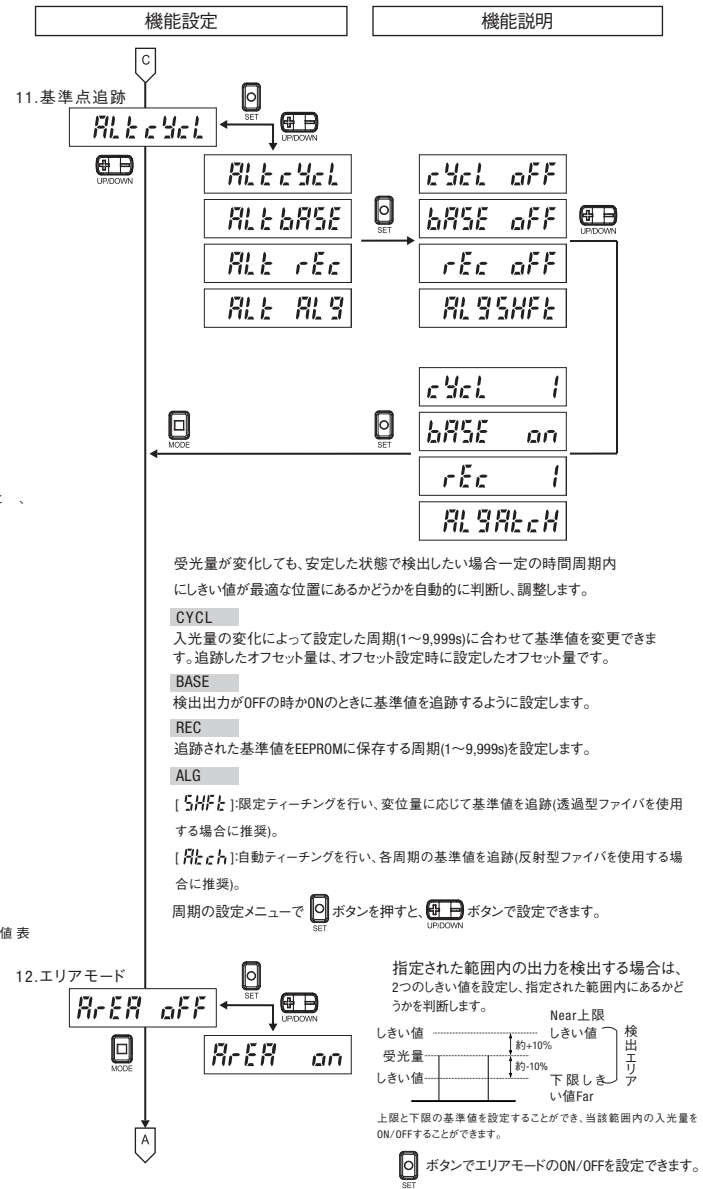 機能設定
機能説明
C
11.基準点追跡
SET
UP/DOWN
ALt cYcL
UP/DOWN
ALt cYcL
ALt bASE
ALt rEc
ALt ALg
SET
cYcL oFF
bASE oFF
rEc oFF
ALgSHFt
UP/DOWN
cYcL 1
bASE on
rEc 1
ALgAtcH
MODE
SET
、
受光量が変化しても、安定した状態で検出したい場合一定の時間周期内
にしきい値が最適な位置にあるかどうかを自動的に判断し、調整します。
CYCL
入光量の変化によって設定した周期(1～9,999s)に合わせて基準値を変更できま
す。追跡したオフセット量は、オフセット設定時に設定したオフセット量です。
BASE
検出出力がOFFの時かONのときに基準値を追跡するように設定します。
REC
追跡された基準値をEEPROMに保存する周期(1～9,999s)を設定します。
ALG
[ SHFt ]:限定ティーチングを行い、変位量に応じて基準値を追跡(透過型ファイバを使用
する場合に推奨)。
[ Atch ]:自動ティーチングを行い、各周期の基準値を追跡(反射型ファイバを使用する場
合に推奨)。
周期の設定メニューで SET ボタンを押すと、 UP/DOWN ボタンで設定できます。
値 表
12.エリアモード
SET
UP/DOWN
ArEA oFF
ArEA on
MODE
A
指定された範囲内の出力を検出する場合は、
2つのしきい値を設定し、指定された範囲内にあるかど
うかを判断します。
Near上限
しきい値
しきい値
約+10%
受光量
約-10%
しきい値
下限しき
い値Far
検出エリア
上限と下限の基準値を設定することができ、当該範囲内の入光量を
ON/OFFすることができます。
SET ボタンでエリアモードのON/OFFを設定できます。